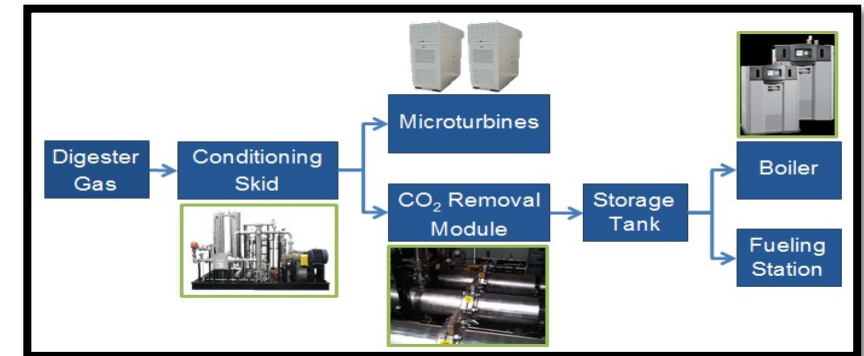 Digester
Gas
Conditioning
Skid
Microturbines
CO₂ Removal
Module
Storage
Tank
Boiler
Fueling
Station